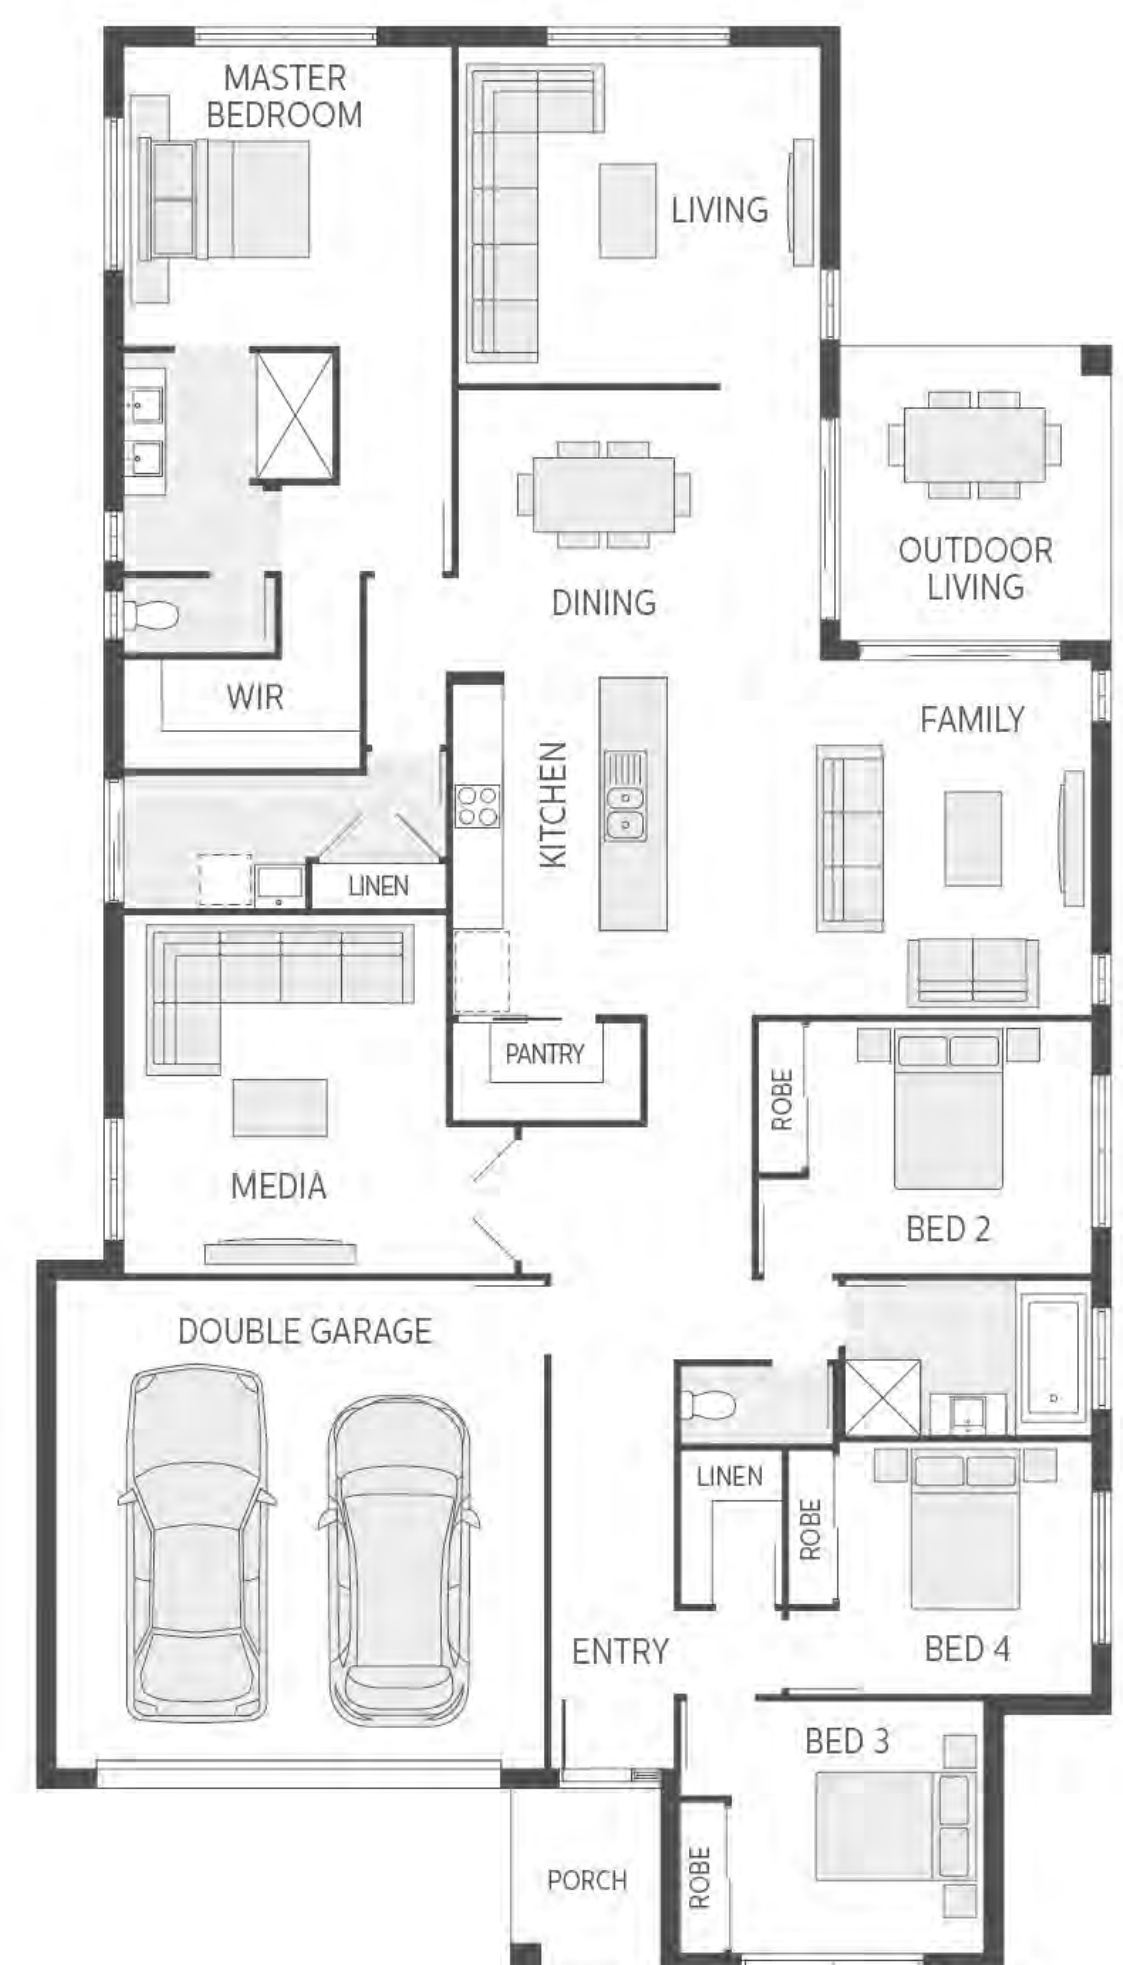 MASTER
BEDROOM
LIVING
OUTDOOR
LIVING
DINING
WIR
FAMILY
KITCHEN
LINEN
PANTRY
ROBE
MEDIA
BED 2
DOUBLE GARAGE
LINEN
ROBE
ENTRY
BED 4
BED 3
PORCH
ROBE